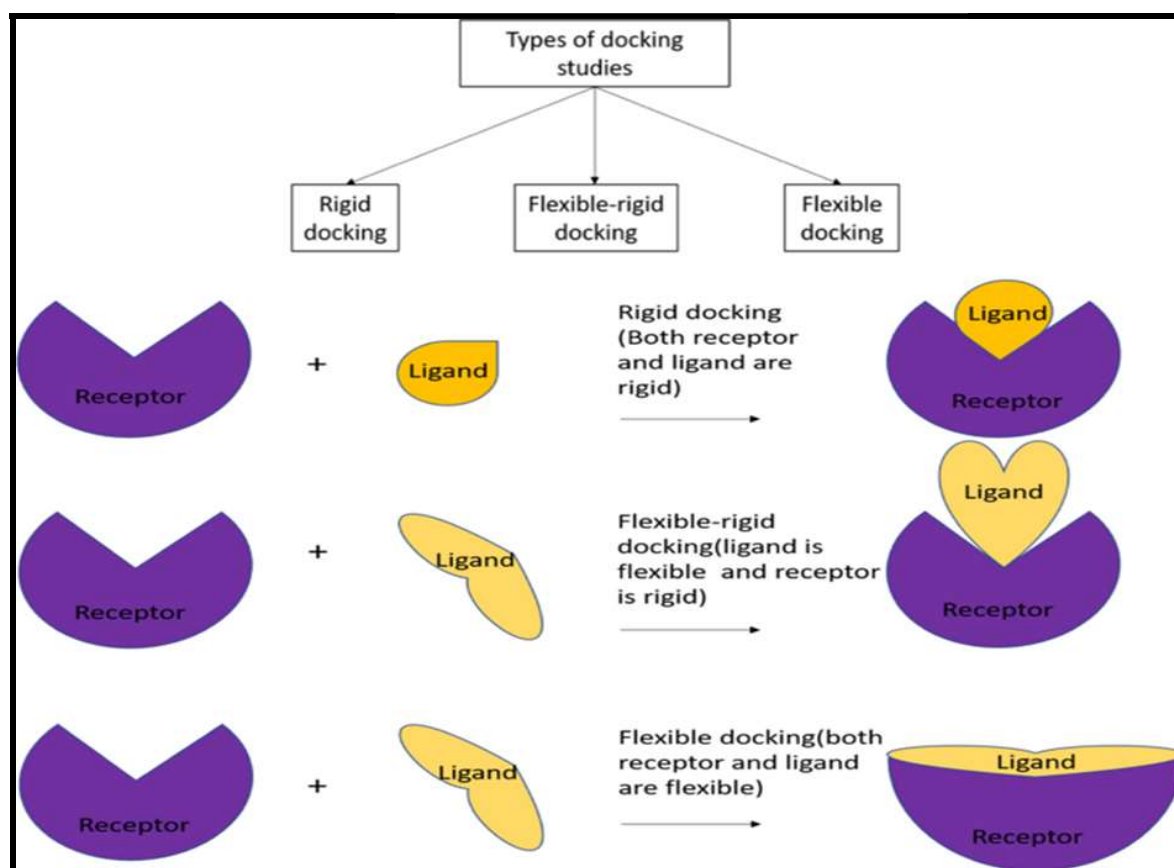 Types of docking
studies
Rigid
docking
Flexible-rigid
docking
Flexible
docking
Receptor
+
Ligand
Rigid docking
(Both receptor
and ligand are
rigid)
Ligand
Receptor
Receptor
+
Ligand
Flexible-rigid
docking(ligand is
flexible and receptor
is rigid)
Ligand
Receptor
Receptor
+
Ligand
Flexible docking(both
receptor and ligand
are flexible)
Ligand
Receptor